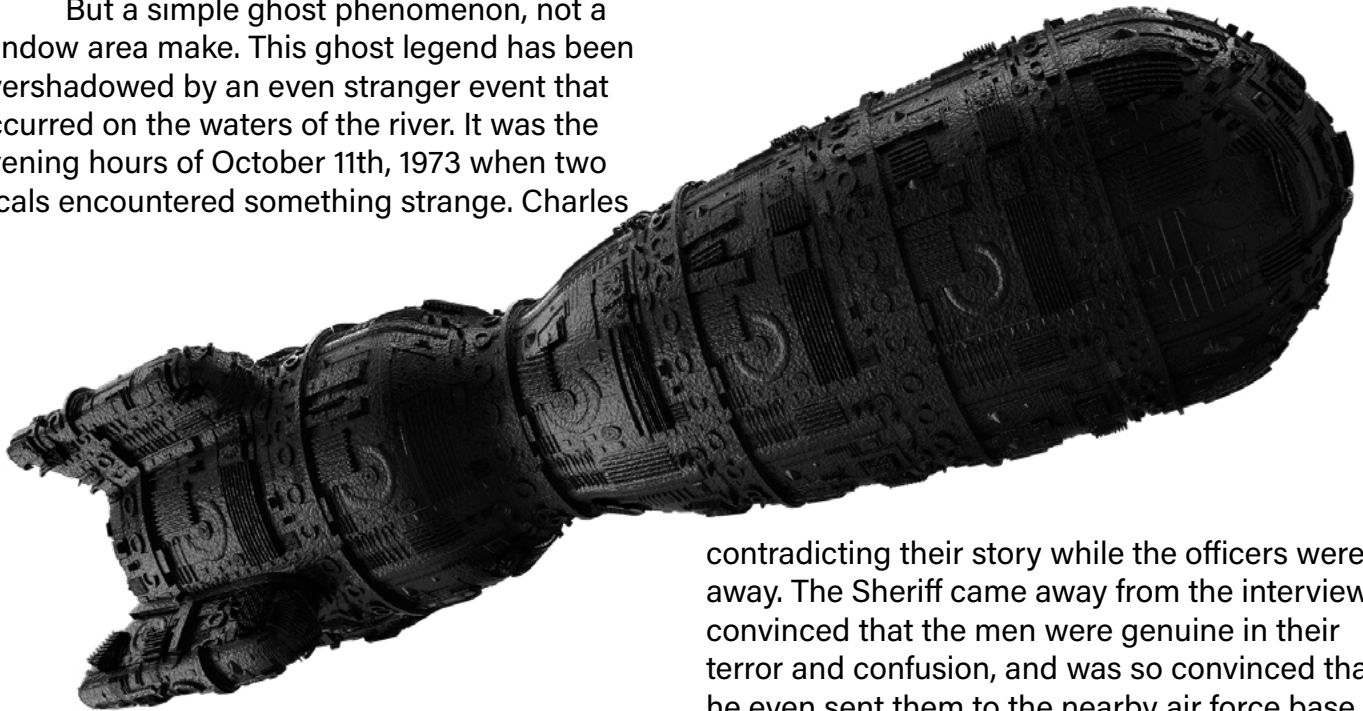 But a simple ghost phenomenon, not a
ndow area make. This ghost legend has been
vershadowed by an even stranger event that
ccurred on the waters of the river. It was the
vening hours of October 11th, 1973 when two
cals encountered something strange. Charles
contradicting their story while the officers were
away. The Sheriff came away from the interview
convinced that the men were genuine in their
terror and confusion, and was so convinced tha
he even sent them to the nearby air force base